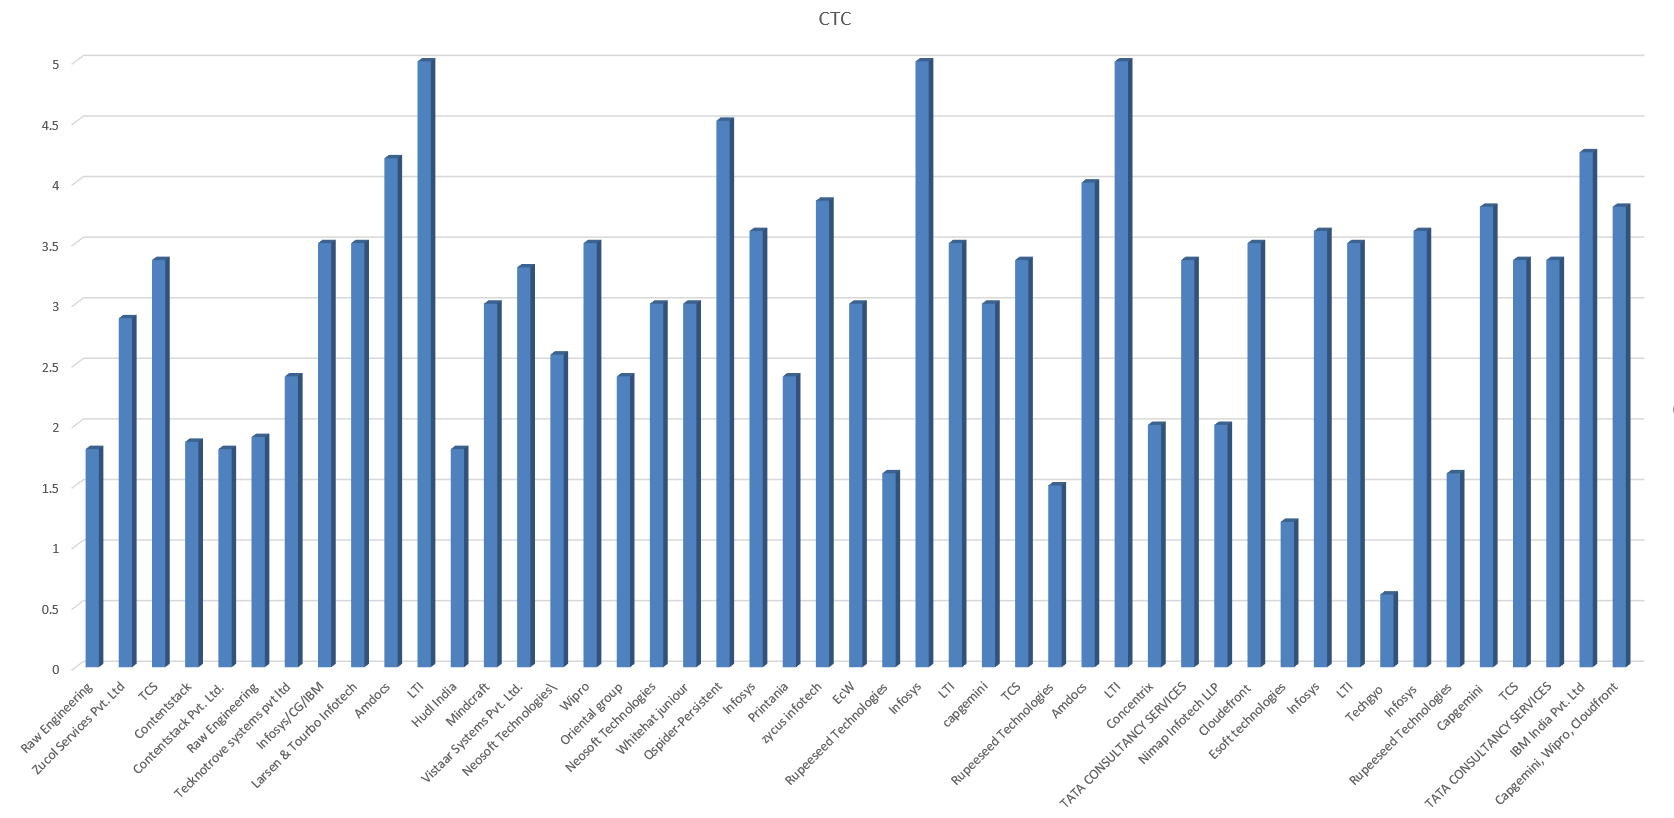 CTC
5
4.5
4
3.5
3
2.5
2
1.5
1
0.5
0
Raw Engineering
Zucol Services Pvt. Ltd
TCS
Contentstack
Contentstack Pvt. Ltd.
Raw Engineering
Tecknotrove systems pvt ltd
Infosys/CG/IBM
Larsen & Tourbo Infotech
Amdocs
LTI
Hudl India
Mindcraft
Vistaar Systems Pvt. Ltd.
Neosoft Technologies\
Wipro
Oriental group
Neosoft Technologies
Whitehat juniour
Qspider-Persistent
Infosys
Printania
zycus infotech
EcW
Rupeeseed Technologies
Infosys
LTI
capgemini
TCS
Rupeeseed Technologies
Amdocs
LTI
Concentrix
TATA CONSULTANCY SERVICES
Nimap Infotech LLP
Cloudefront
Esoft technologies
Infosys
LTI
Techgyo
Infosys
Rupeeseed Technologies
Capgemini
TCS
TATA CONSULTANCY SERVICES
IBM India Pvt. Ltd
Capgemini, Wipro, Cloudfront